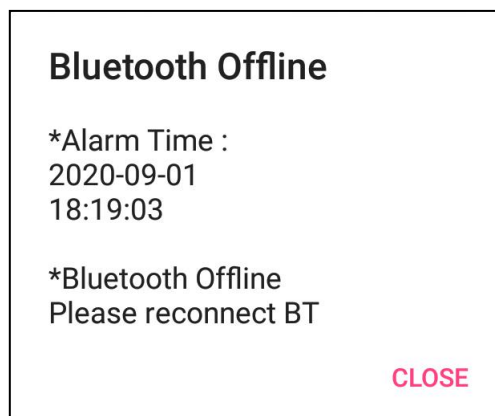 Bluetooth Offline
*Alarm Time :
2020-09-01
18:19:03
*Bluetooth Offline
Please reconnect BT
CLOSE